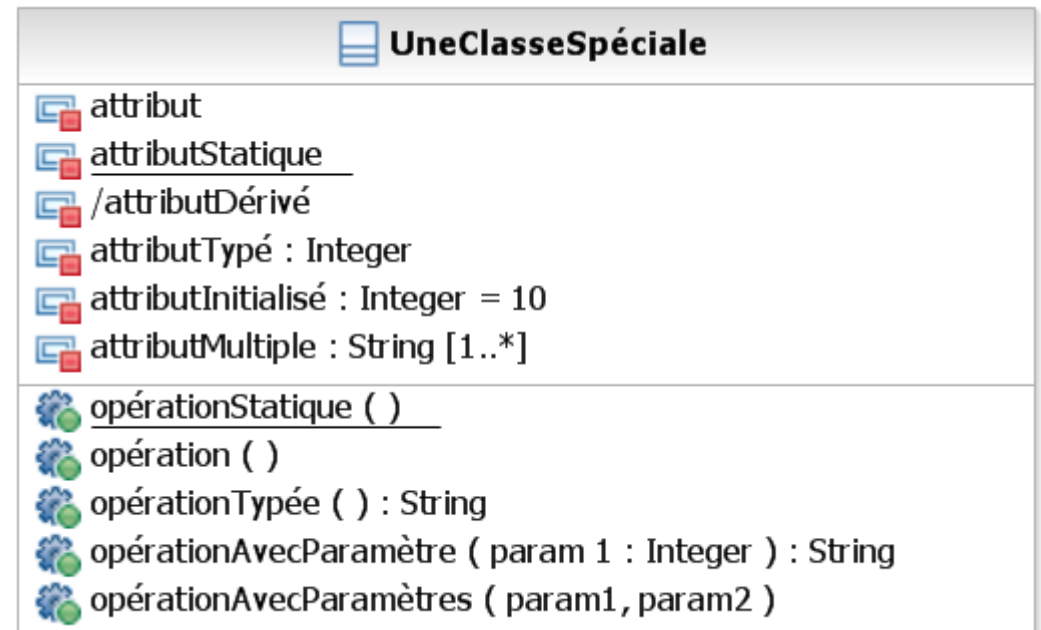 UneClasseSpéciale
attribut
attributStatique
/attributDérivé
attributTypé : Integer
attributInitialisé : Integer = 10
attributMultiple : String [1..*]
opérationStatique ( )
opération ( )
opérationTypée ( ) : String
opérationAvecParamètre ( param 1 : Integer ) : String
opérationAvecParamètres ( param1, param2 )